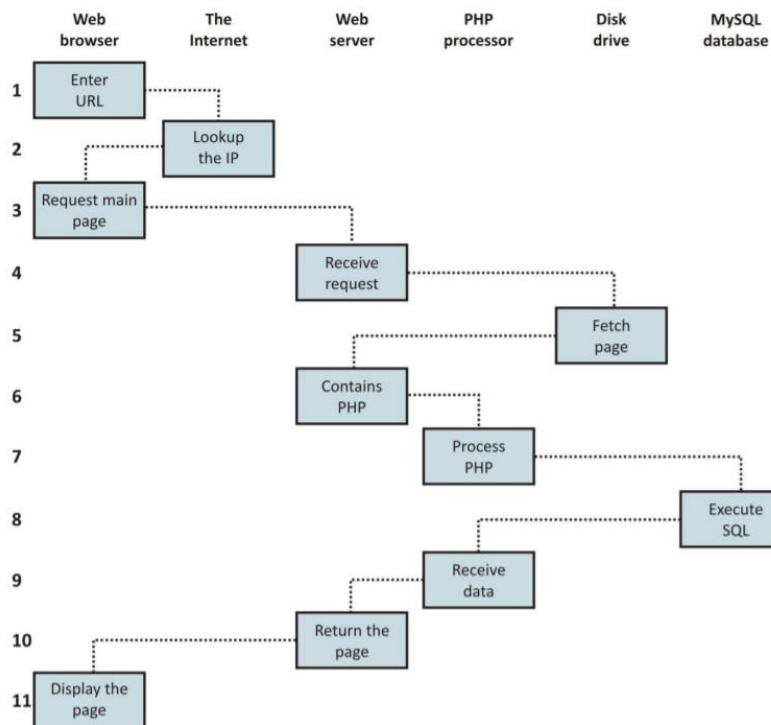 Web
browser
The
Internet
Web
server
PHP
processor
Disk
drive
MySQL
database
1
Enter
URL
2
Lookup
the IP
3
Request main
page
4
Receive
request
5
Fetch
page
6
Contains
PHP
7
Process
PHP
8
Execute
SQL
9
Receive
data
10
Return the
page
11
Display the
page